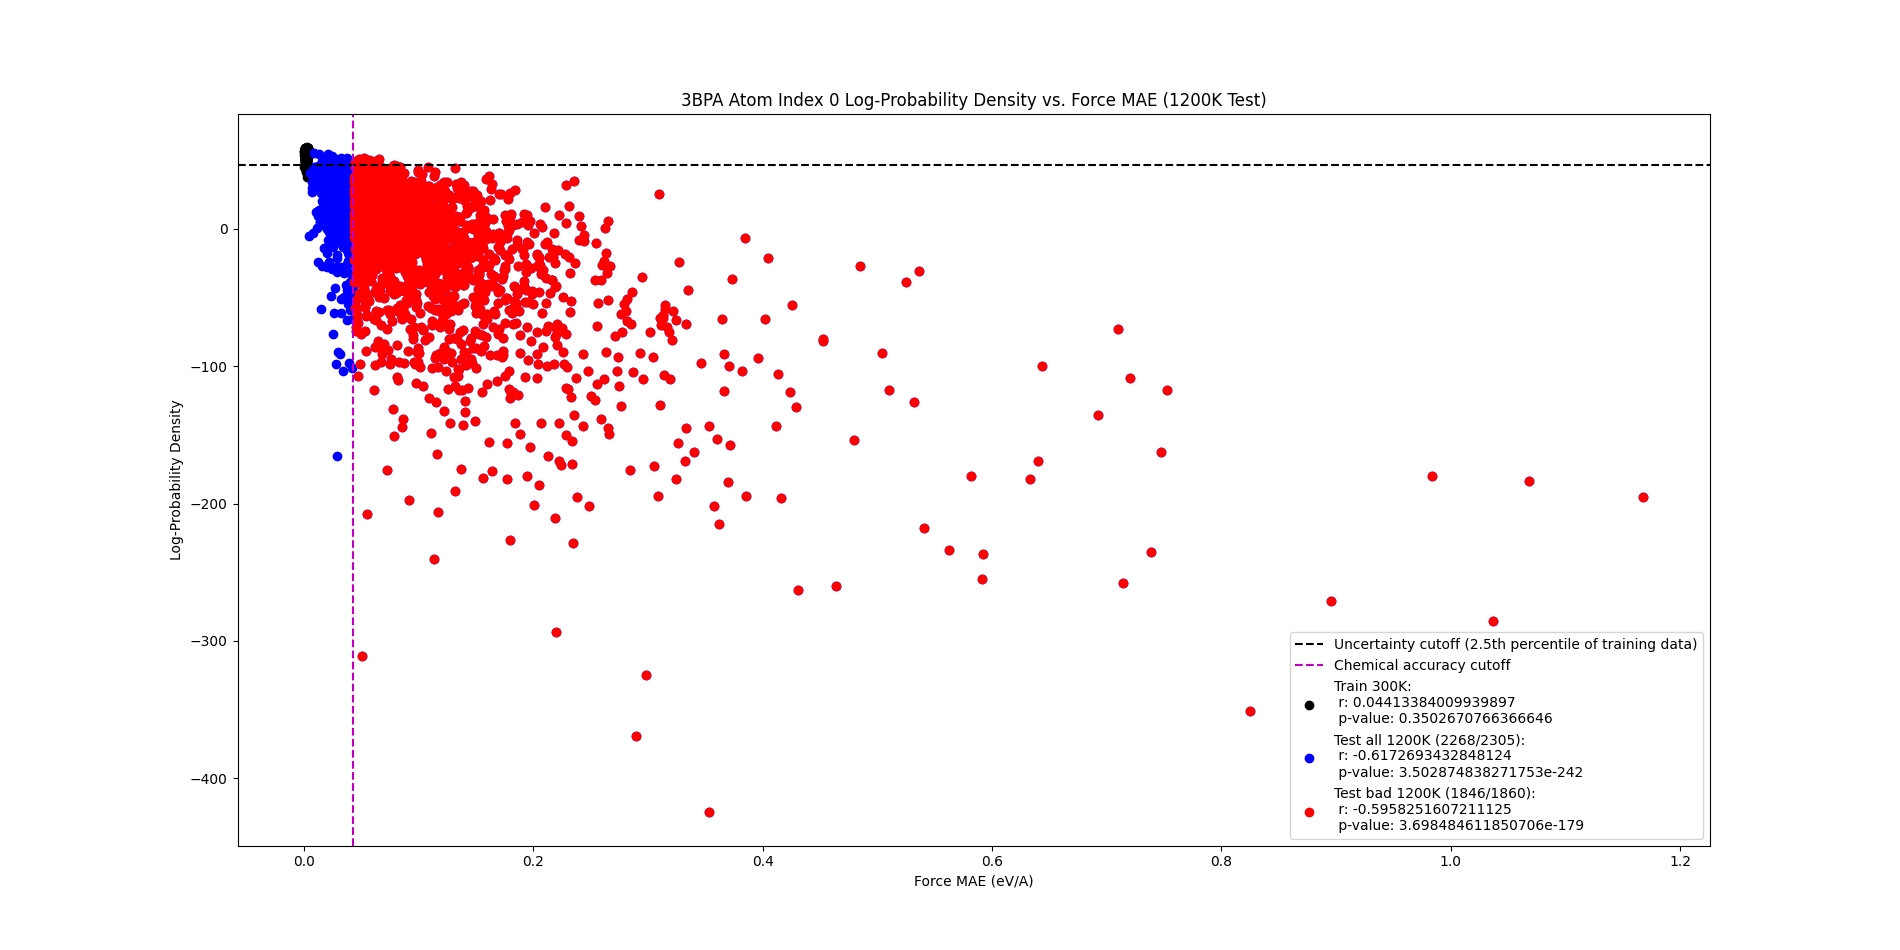 3BPA Atom Index 0 Log-Probability Density vs. Force MAE (1200K Test)
Log-Probability Density
0
−100
−200
−300
−400
0.0
0.2
0.4
0.6
0.8
1.0
1.2
Force MAE (eV/A)
Uncertainty cutoff (2.5th percentile of training data)
Chemical accuracy cutoff
Train 300K:
r: 0.04413384009939897
p-value: 0.3502670766366646
Test all 1200K (2268/2305):
r: -0.6172693432848124
p-value: 3.502874838271753e-242
Test bad 1200K (1846/1860):
r: -0.5958251607211125
p-value: 3.698484611850706e-179